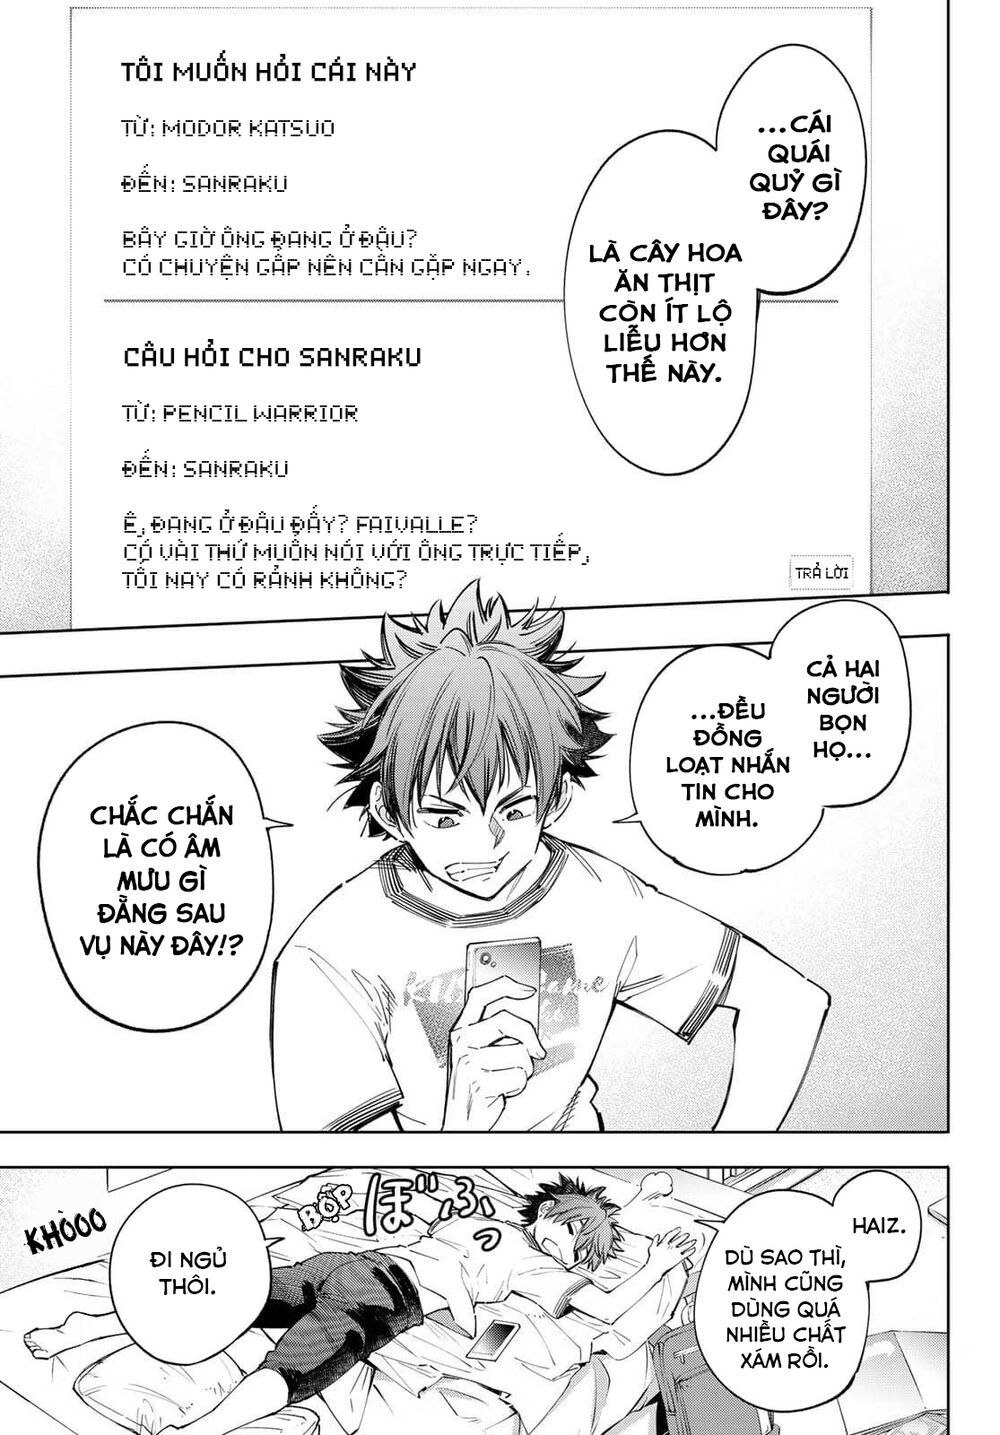 TÔI MUỐN HỎI CÁI NÀY
TỪ: MODOR KATSUO
ĐẾN: SANRAKU
BÂY GIỜ ÔNG ĐANG Ở ĐÂU?
CÓ CHUYỆN GẤP NÊN CẦN GẶP NGAY.
...CÁI
QUÁI
QUỶ GÌ
ĐÂY?
LÀ CÂY HOA
ĂN THỊT
CÒN ÍT LỘ
LIỄU HƠN
THẾ NÀY.
CÂU HỎI CHO SANRAKU
TỪ: PENCIL WARRIOR
ĐẾN: SANRAKU
Ê, ĐANG Ở ĐÂU ĐẤY? FAIVALLE?
CÓ VÀI THỨ MUỐN NÓI VỚI ÔNG TRỰC TIẾP,
TỐI NAY CÓ RẢNH KHÔNG?
TRẢ LỜI
CẢ HAI
NGƯỜI
BỌN
HỌ...
...ĐỀU
ĐỒNG
LOẠT NHẮN
TIN CHO
MÌNH.
CHẮC CHẮN
LÀ CÓ ÂM
MƯU GÌ
ĐẰNG SAU
VỤ NÀY ĐÂY!?
HAIZ.
DÙ SAO THÌ,
MÌNH CŨNG
DÙNG QUÁ
NHIỀU CHẤT
XÁM RỒI.
BỘP
ぼふっ
ĐI NGỦ
THÔI.
KHÒOO